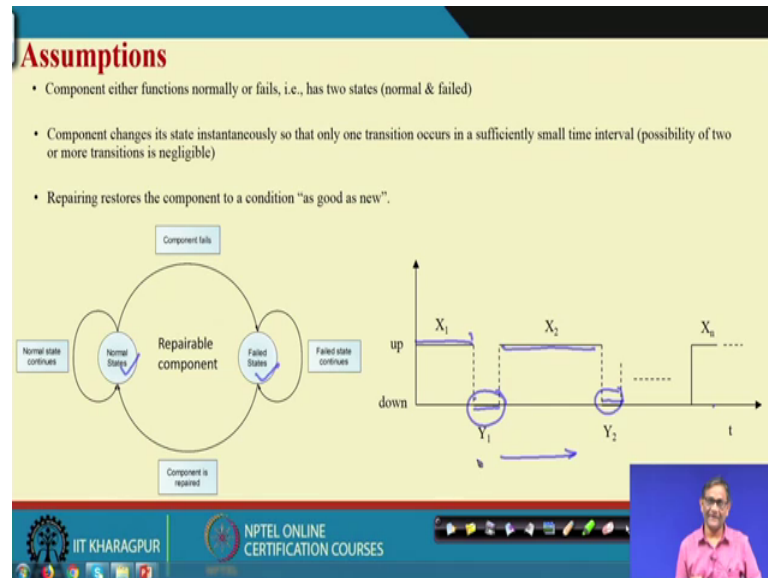 Assumptions
• Component either functions normally or fails, i.e., has two states (normal & failed)
• Component changes its state instantaneously so that only one transition occurs in a sufficiently small time interval (possibility of two
or more transitions is negligible)
• Repairing restores the component to a condition “as good as new”.
Component fails
Normal state
continues
Normal
States
Repairable
component
Failed
States
Failed state
continues
Component is
repaired
X1
X2
Xn
up
down
Y1
Y2
t
IIT KHARAGPUR
NPTEL ONLINE
CERTIFICATION COURSES